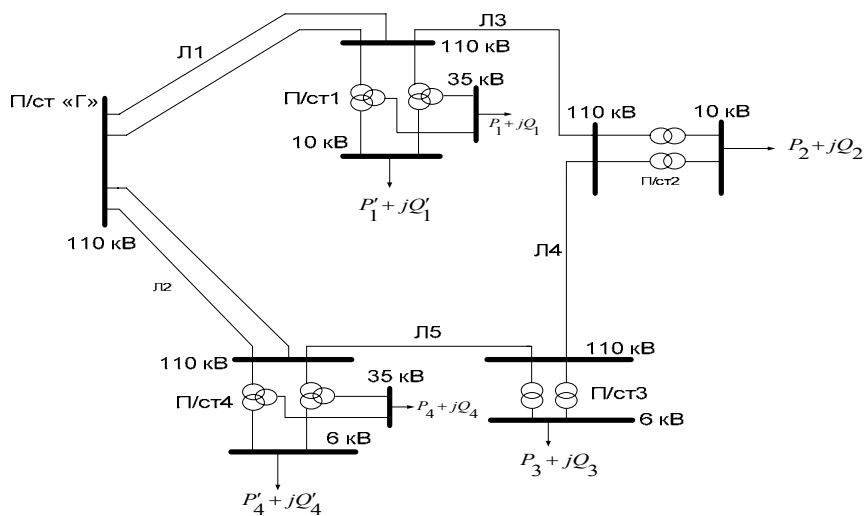 Л1
Л3
110 кВ
35 кВ
П/ст «Г»
П/ст1
P₁ + jQ₁
110 кВ
10 кВ
10 кВ
P₂ + jQ₂
П/ст2
P′₁ + jQ′₁
110 кВ
Л4
Л2
Л5
110 кВ
110 кВ
35 кВ
П/ст4
P₄ + jQ₄
П/ст3
6 кВ
6 кВ
P₃ + jQ₃
P′₄ + jQ′₄